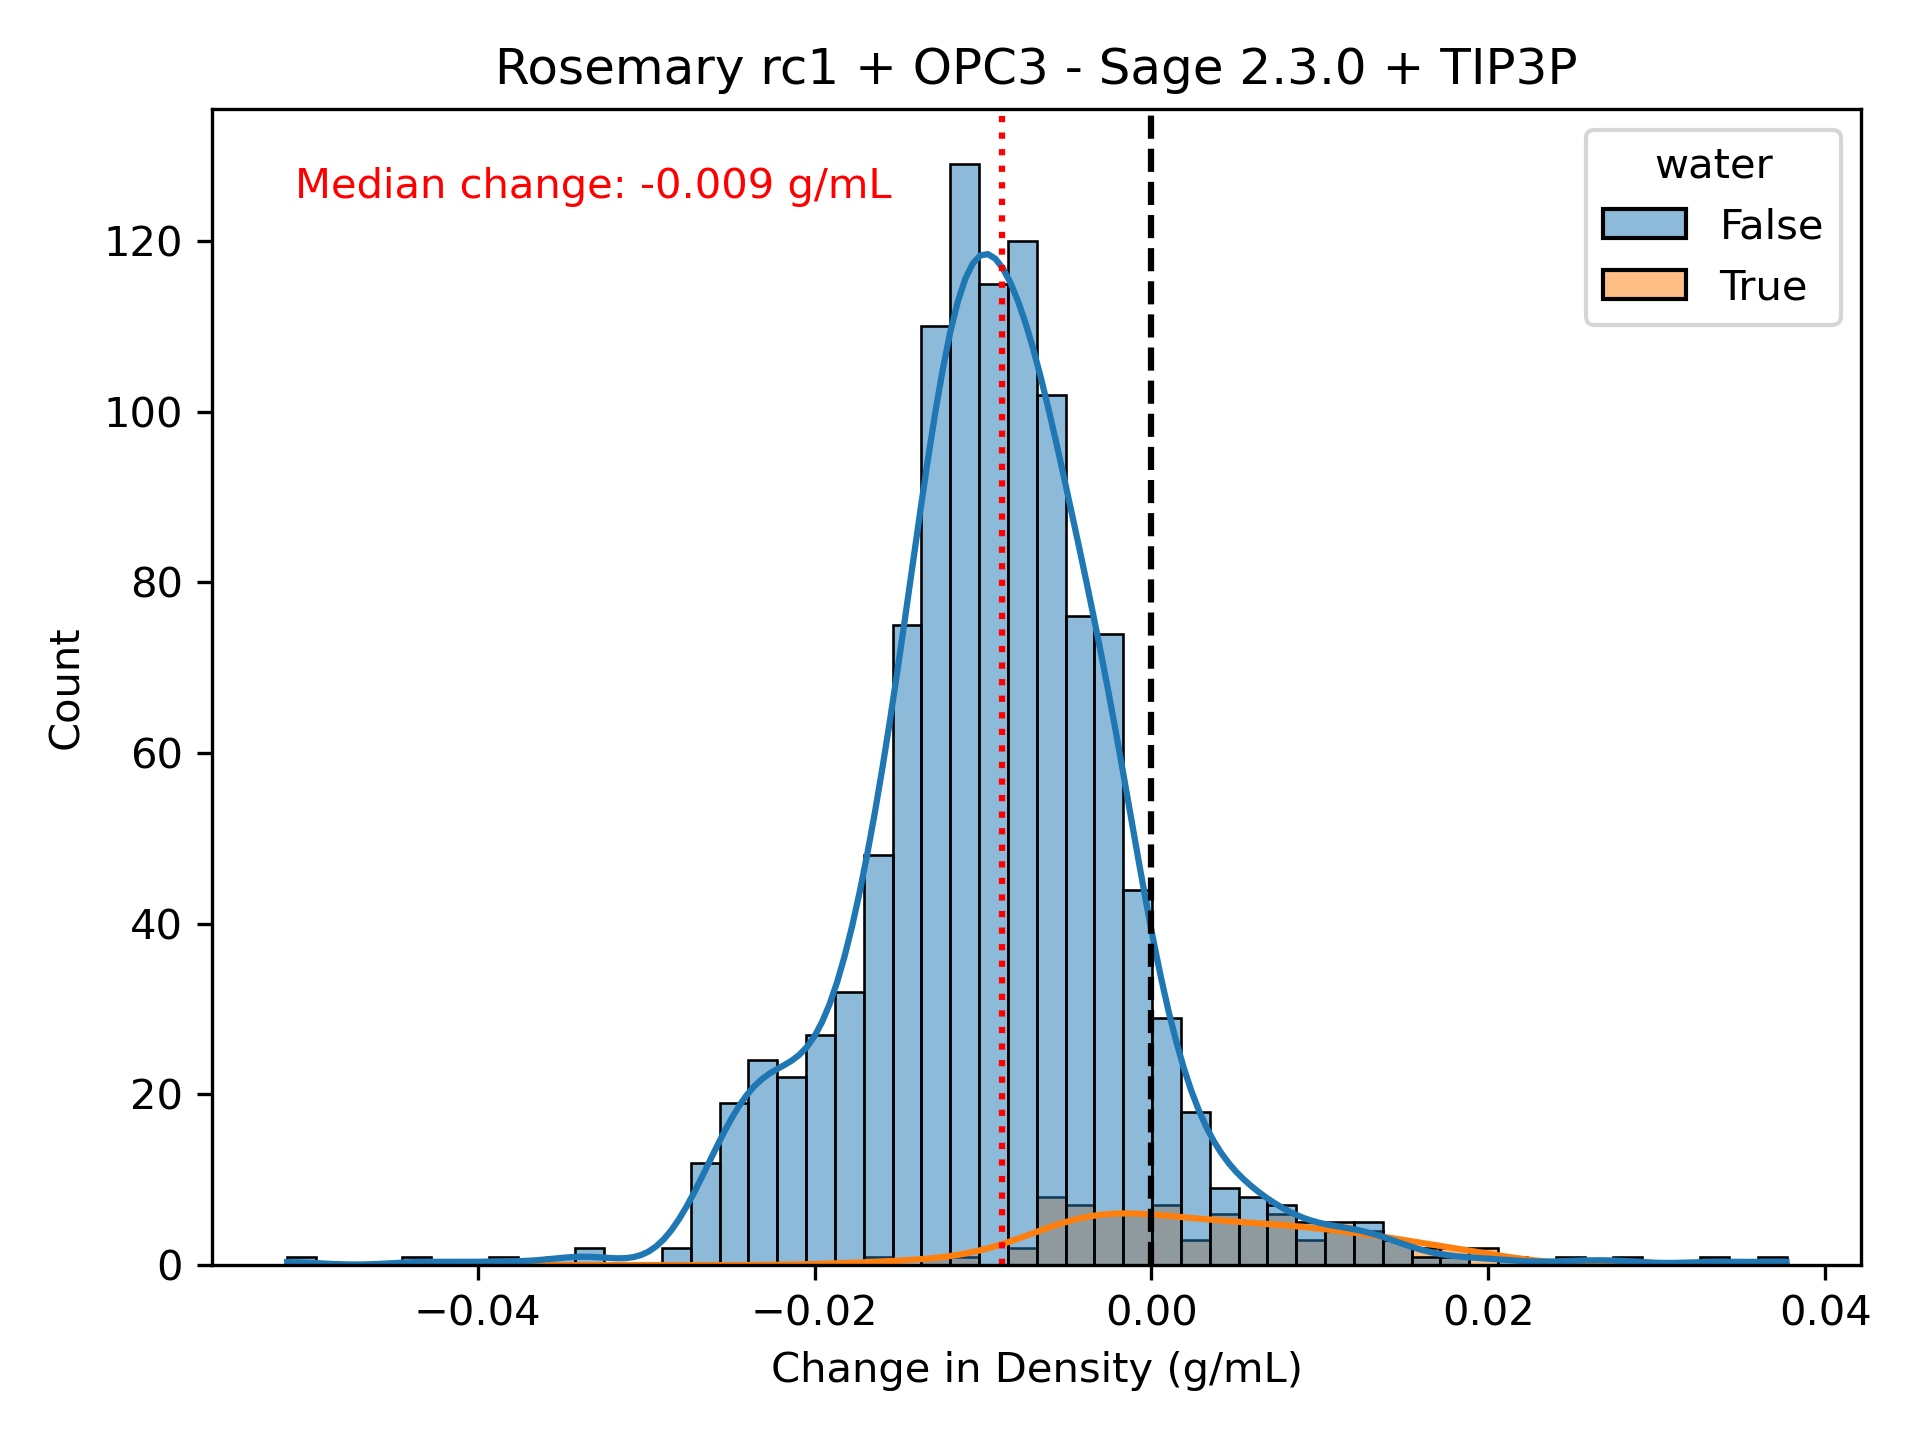 Rosemary rc1 + OPC3 - Sage 2.3.0 + TIP3P
Median change: -0.009 g/mL
water
False
True
120
100
80
60
40
20
0
Count
−0.04
−0.02
0.00
0.02
0.04
Change in Density (g/mL)